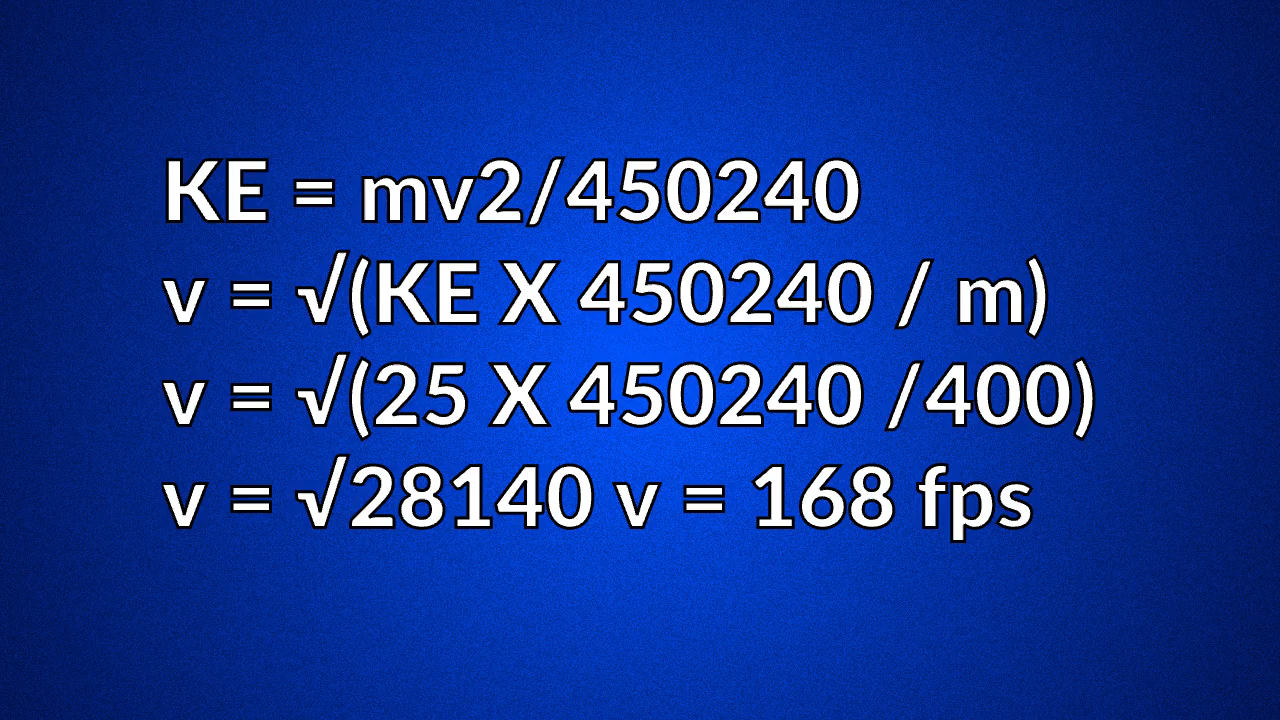 KE = mv2/450240
v = √(KE X 450240 / m)
v = √(25 X 450240 /400)
v = √28140 v = 168 fps